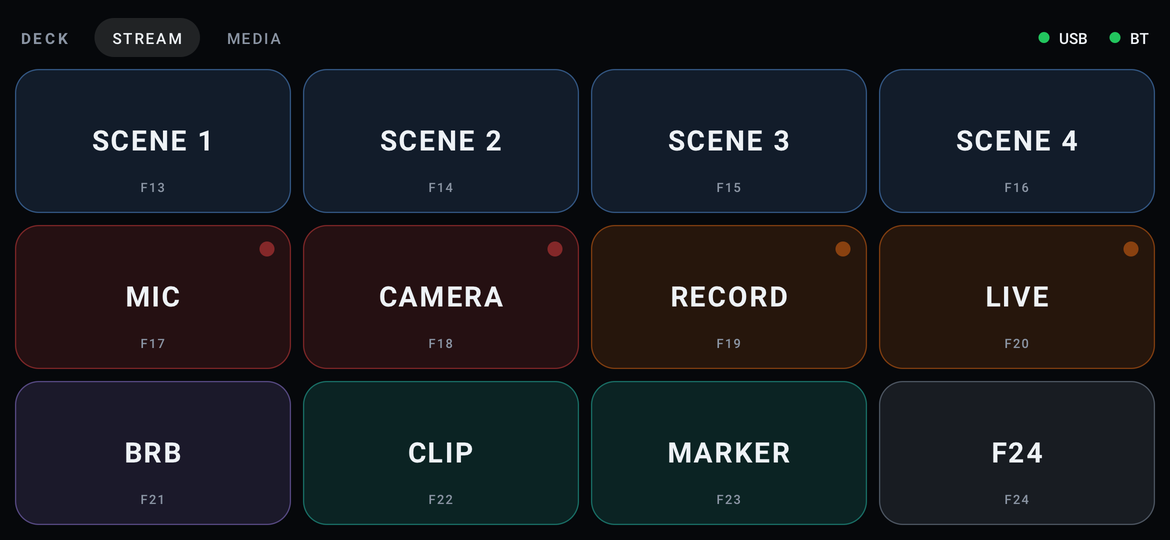 DECK STREAM MEDIA USB BT
SCENE 1 SCENE 2 SCENE 3 SCENE 4
F13 F14 F15 F16
MIC CAMERA RECORD LIVE
F17 F18 F19 F20
BRB CLIP MARKER F24
F21 F22 F23 F24